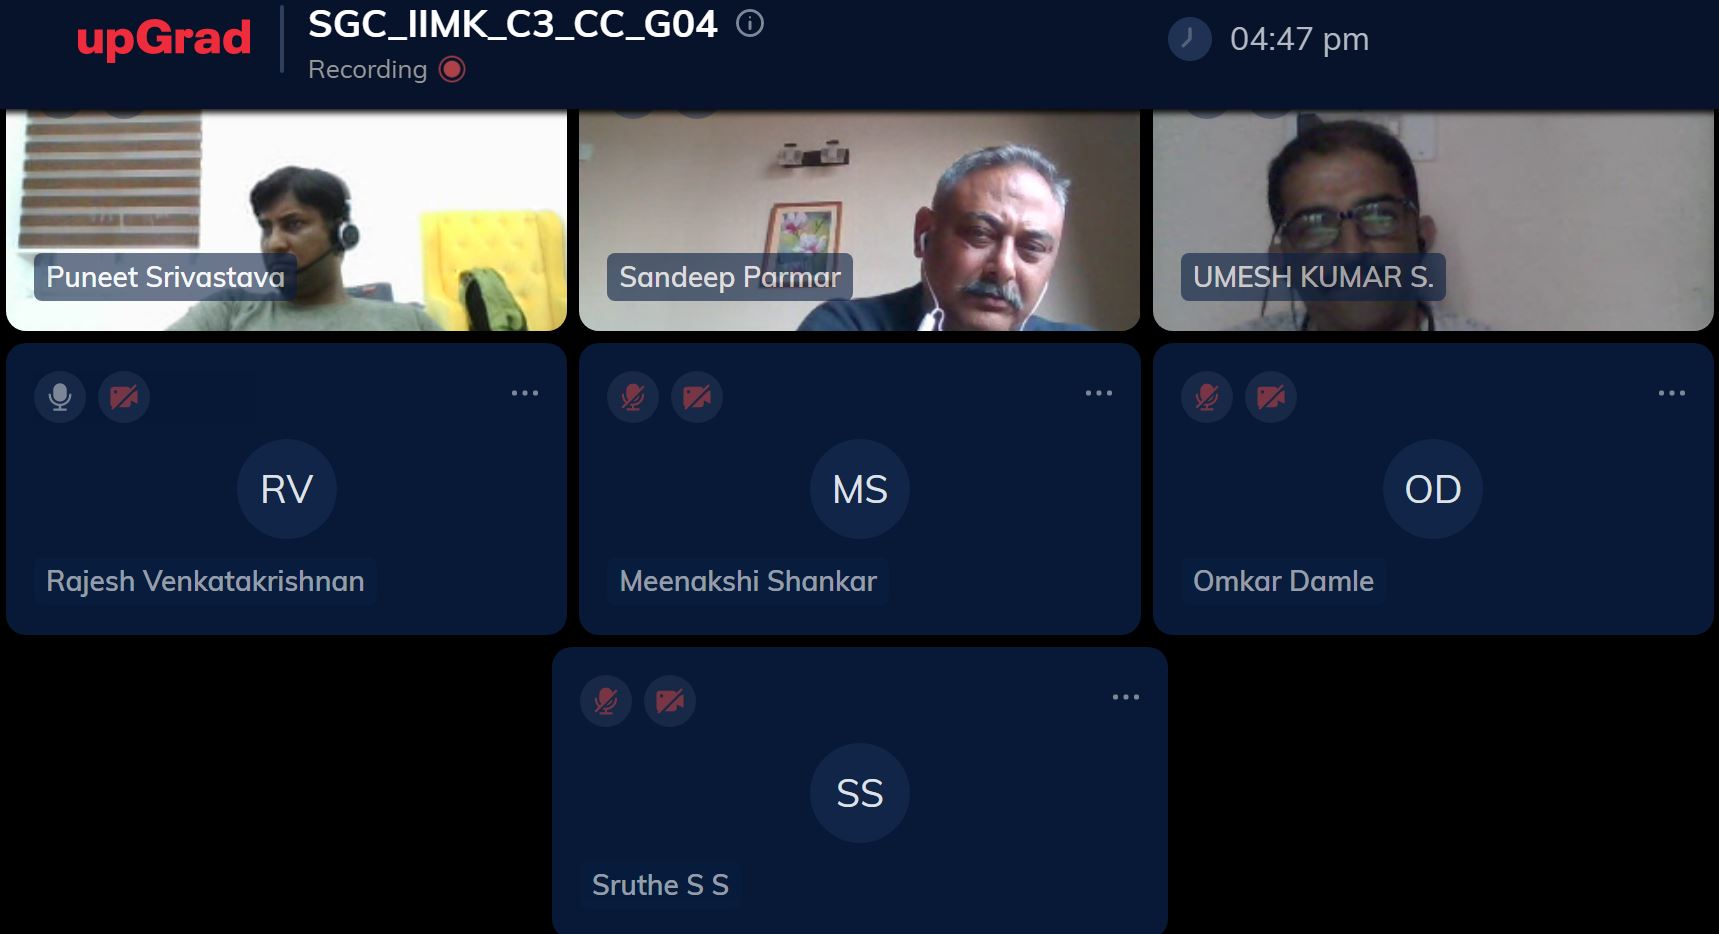 upGrad
SGC_IIMK_C3_CC_G04
Recording
04:47 pm
Puneet Srivastava
Sandeep Parmar
UMESH KUMAR S.
RV
Rajesh Venkatakrishnan
MS
Meenakshi Shankar
OD
Omkar Damle
SS
Sruthe S S